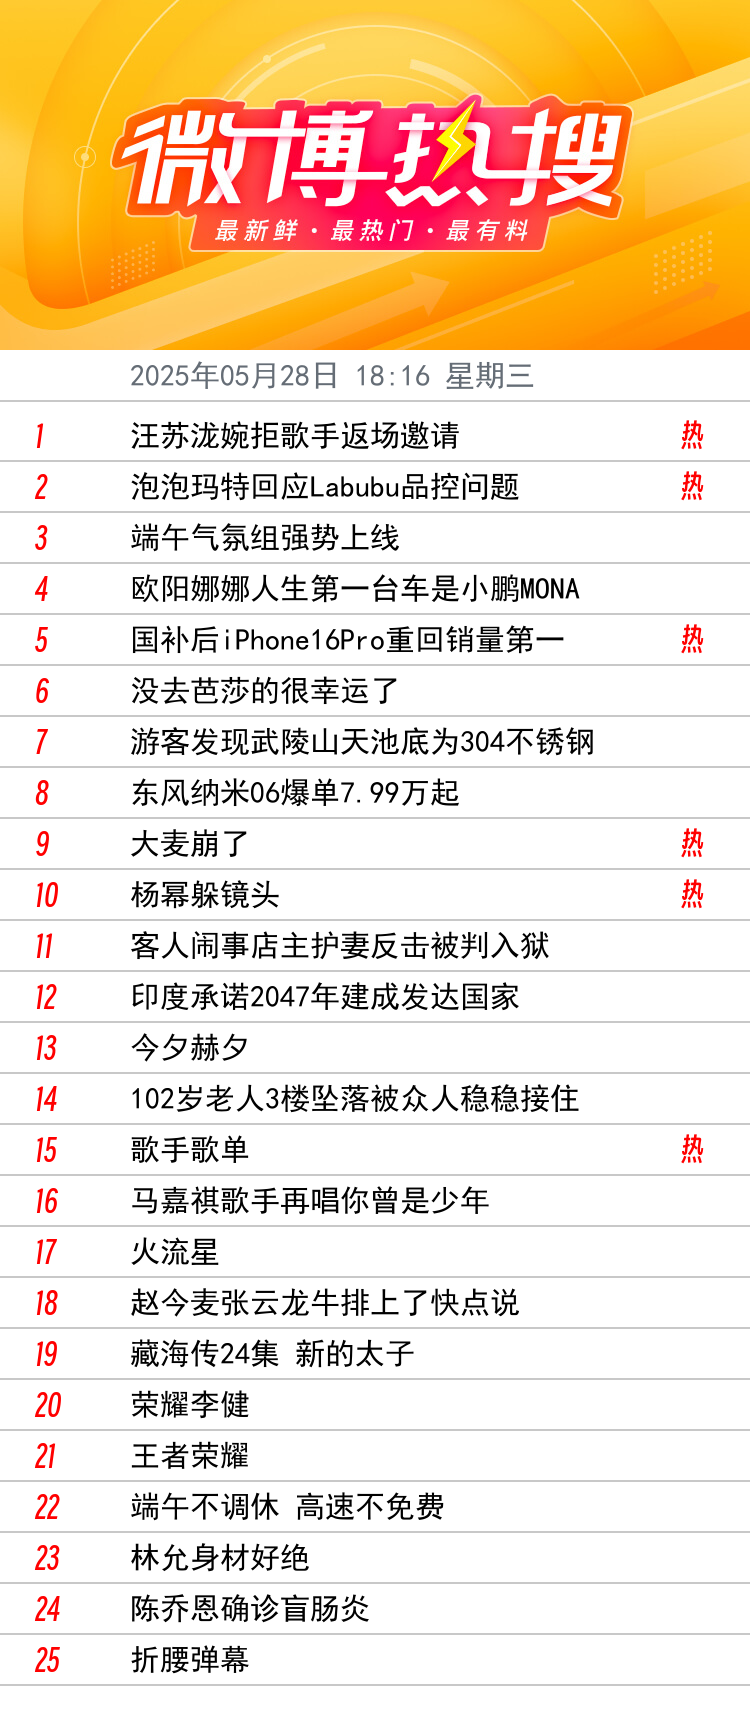 微博热搜
最新鲜·最热门·最有料
2025年05月28日 18:16 星期三
1 汪苏泷婉拒歌手返场邀请 热
2 泡泡玛特回应Labubu品控问题 热
3 端午气氛组强势上线
4 欧阳娜娜人生第一台车是小鹏MONA
5 国补后iPhone16Pro重回销量第一 热
6 没去芭莎的很幸运了
7 游客发现武陵山天池底为304不锈钢
8 东风纳米06爆单7.99万起
9 大麦崩了 热
10 杨幂躲镜头 热
11 客人闹事店主护妻反击被判入狱
12 印度承诺2047年建成发达国家
13 今夕赫夕
14 102岁老人3楼坠落被众人稳稳接住
15 歌手歌单 热
16 马嘉祺歌手再唱你曾是少年
17 火流星
18 赵今麦张云龙牛排上了快点说
19 藏海传24集 新的太子
20 荣耀李健
21 王者荣耀
22 端午不调休 高速不免费
23 林允身材好绝
24 陈乔恩确诊盲肠炎
25 折腰弹幕